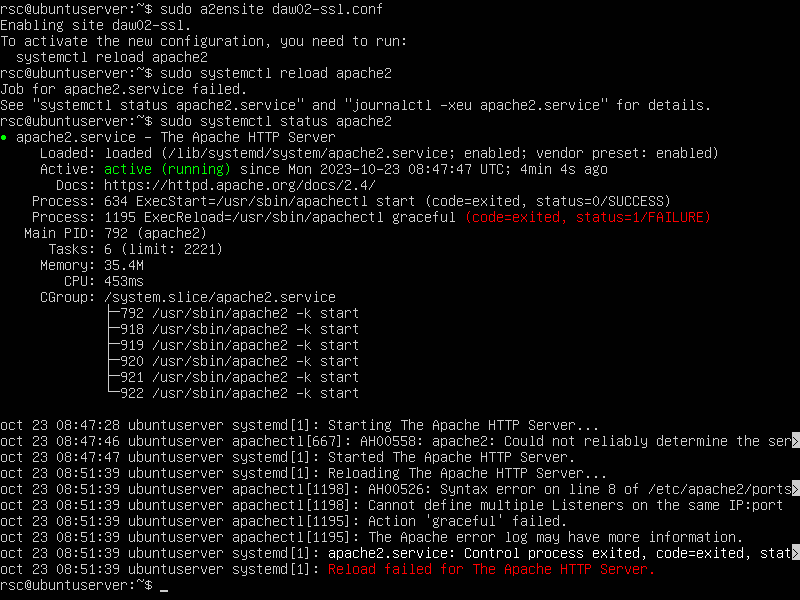 rsc@ubuntuserver:~$ sudo a2ensite daw02-ssl.conf
Enabling site daw02-ssl.
To activate the new configuration, you need to run:
  systemctl reload apache2
rsc@ubuntuserver:~$ sudo systemctl reload apache2
Job for apache2.service failed.
See "systemctl status apache2.service" and "journalctl -xeu apache2.service" for details.
rsc@ubuntuserver:~$ sudo systemctl status apache2
● apache2.service - The Apache HTTP Server
     Loaded: loaded (/lib/systemd/system/apache2.service; enabled; vendor preset: enabled)
     Active: active (running) since Mon 2023-10-23 08:47:47 UTC; 4min 4s ago
       Docs: https://httpd.apache.org/docs/2.4/
    Process: 634 ExecStart=/usr/sbin/apachectl start (code=exited, status=0/SUCCESS)
    Process: 1195 ExecReload=/usr/sbin/apachectl graceful (code=exited, status=1/FAILURE)
   Main PID: 792 (apache2)
      Tasks: 6 (limit: 2221)
     Memory: 35.4M
        CPU: 453ms
     CGroup: /system.slice/apache2.service
             ├─792 /usr/sbin/apache2 -k start
             ├─918 /usr/sbin/apache2 -k start
             ├─919 /usr/sbin/apache2 -k start
             ├─920 /usr/sbin/apache2 -k start
             ├─921 /usr/sbin/apache2 -k start
             └─922 /usr/sbin/apache2 -k start

oct 23 08:47:28 ubuntuserver systemd[1]: Starting The Apache HTTP Server...
oct 23 08:47:46 ubuntuserver apachectl[667]: AH00558: apache2: Could not reliably determine the ser>
oct 23 08:47:47 ubuntuserver systemd[1]: Started The Apache HTTP Server.
oct 23 08:51:39 ubuntuserver systemd[1]: Reloading The Apache HTTP Server...
oct 23 08:51:39 ubuntuserver apachectl[1198]: AH00526: Syntax error on line 8 of /etc/apache2/ports>
oct 23 08:51:39 ubuntuserver apachectl[1198]: Cannot define multiple Listeners on the same IP:port
oct 23 08:51:39 ubuntuserver apachectl[1195]: Action 'graceful' failed.
oct 23 08:51:39 ubuntuserver apachectl[1195]: The Apache error log may have more information.
oct 23 08:51:39 ubuntuserver systemd[1]: apache2.service: Control process exited, code=exited, stat>
oct 23 08:51:39 ubuntuserver systemd[1]: Reload failed for The Apache HTTP Server.
rsc@ubuntuserver:~$ _